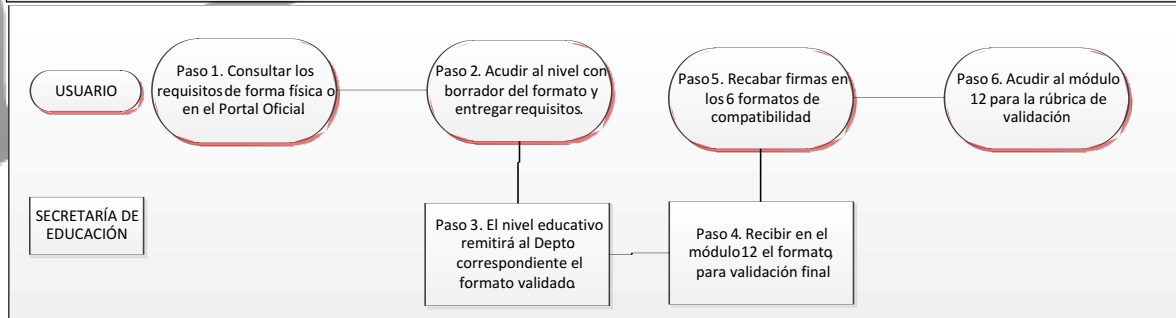 USUARIO
Paso 1. Consultar los
requisitos de forma física o
en el Portal Oficial
Paso 2. Acudir al nivel con
borrador del formato y
entregar requisitos.
Paso 5. Recabar firmas en
los 6 formatos de
compatibilidad
Paso 6. Acudir al módulo
12 para la rúbrica de
validación
SECRETARÍA DE
EDUCACIÓN
Paso 3. El nivel educativo
remitirá al Depto
correspondiente el
formato validado.
Paso 4. Recibir en el
módulo 12 el formato,
para validación final